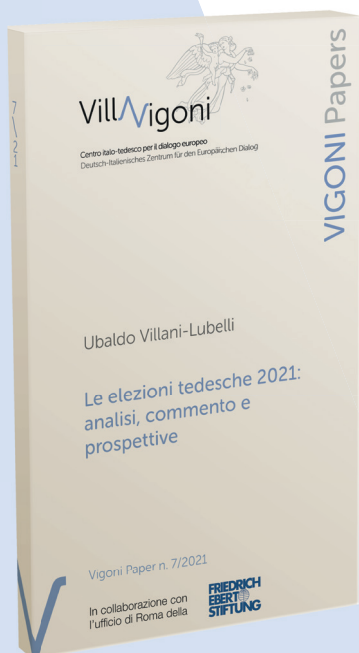 7/21
Villa Vigoni
Centro italo-tedesco per il dialogo europeo
Deutsch-Italienisches Zentrum für den Europäischen Dialog
VIGONI Papers
Ubaldo Villani-Lubelli
Le elezioni tedesche 2021:
analisi, commento e
prospettive
Vigoni Paper n. 7/2021
In collaborazione con
l'ufficio di Roma della
FRIEDRICH
EBERT
STIFTUNG